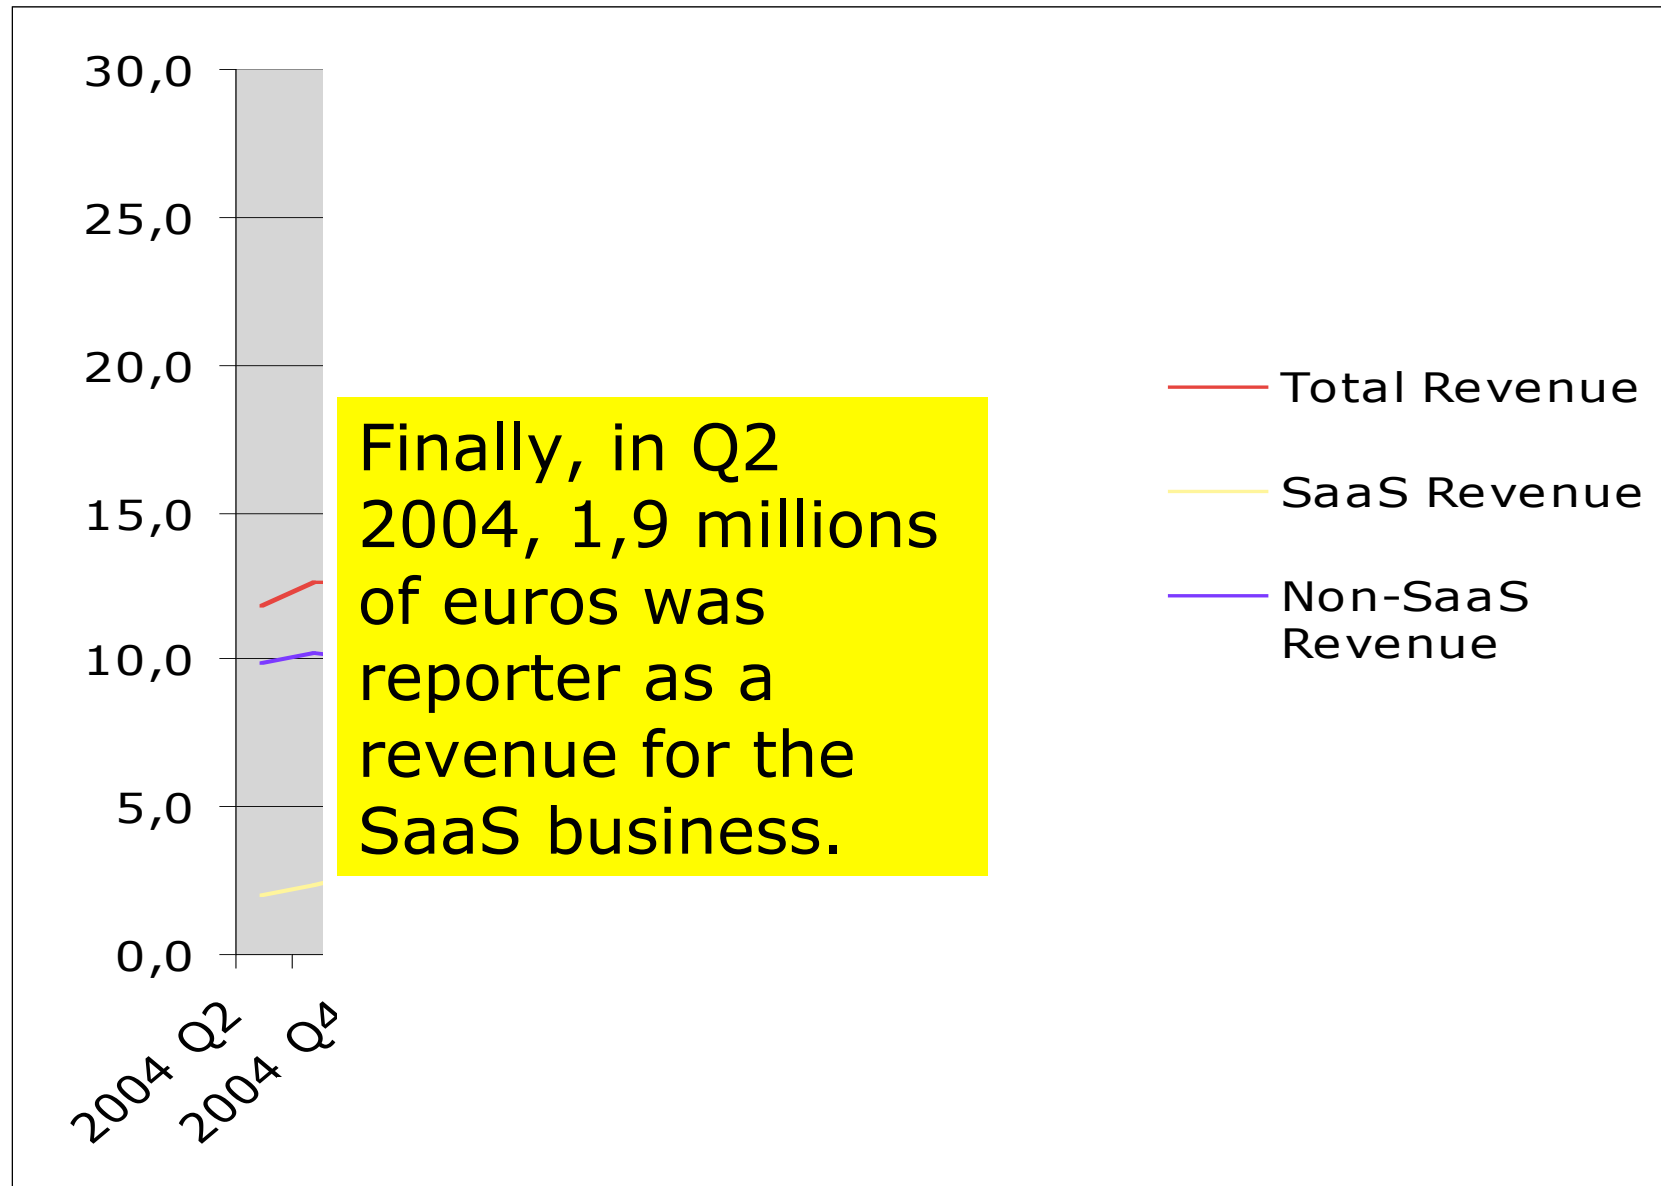 30,0
25,0
20,0
15,0
10,0
5,0
0,0
2004 Q2
2004 Q4
Finally, in Q2
2004, 1,9 millions
of euros was
reporter as a
revenue for the
SaaS business.
Total Revenue
SaaS Revenue
Non-SaaS
Revenue